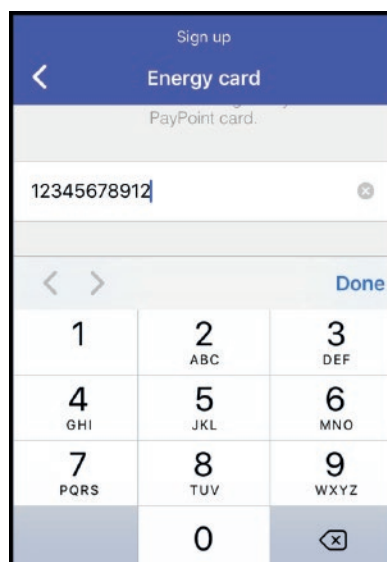 Sign up
Energy card
PayPoint card.
12345678912
Done
1
2
ABC
3
DEF
4
GHI
5
JKL
6
MNO
7
PQRS
8
TUV
9
WXYZ
0